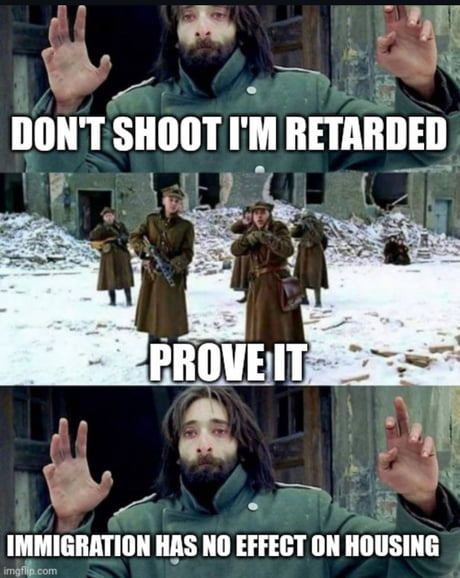 DON'T SHOOT I'M RETARDED
PROVE IT
IMMIGRATION HAS NO EFFECT ON HOUSING
imgflip.com